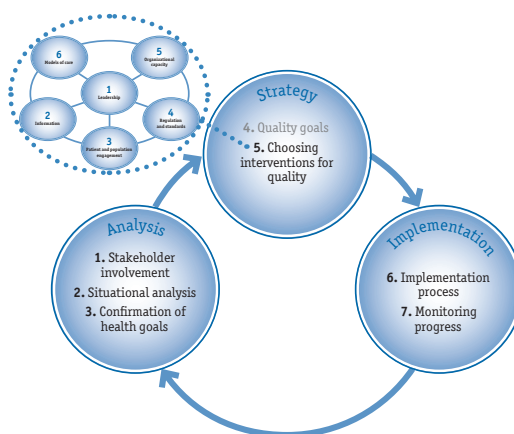 6
Models of care
5
Organizational
capacity
1
Leadership
2
Information
4
Regulation
and standards
3
Patient and population
engagement
Strategy
4. Quality goals
5. Choosing
interventions for
quality
Analysis
1. Stakeholder
involvement
2. Situational analysis
3. Confirmation of
health goals
Implementation
6. Implementation
process
7. Monitoring
progress